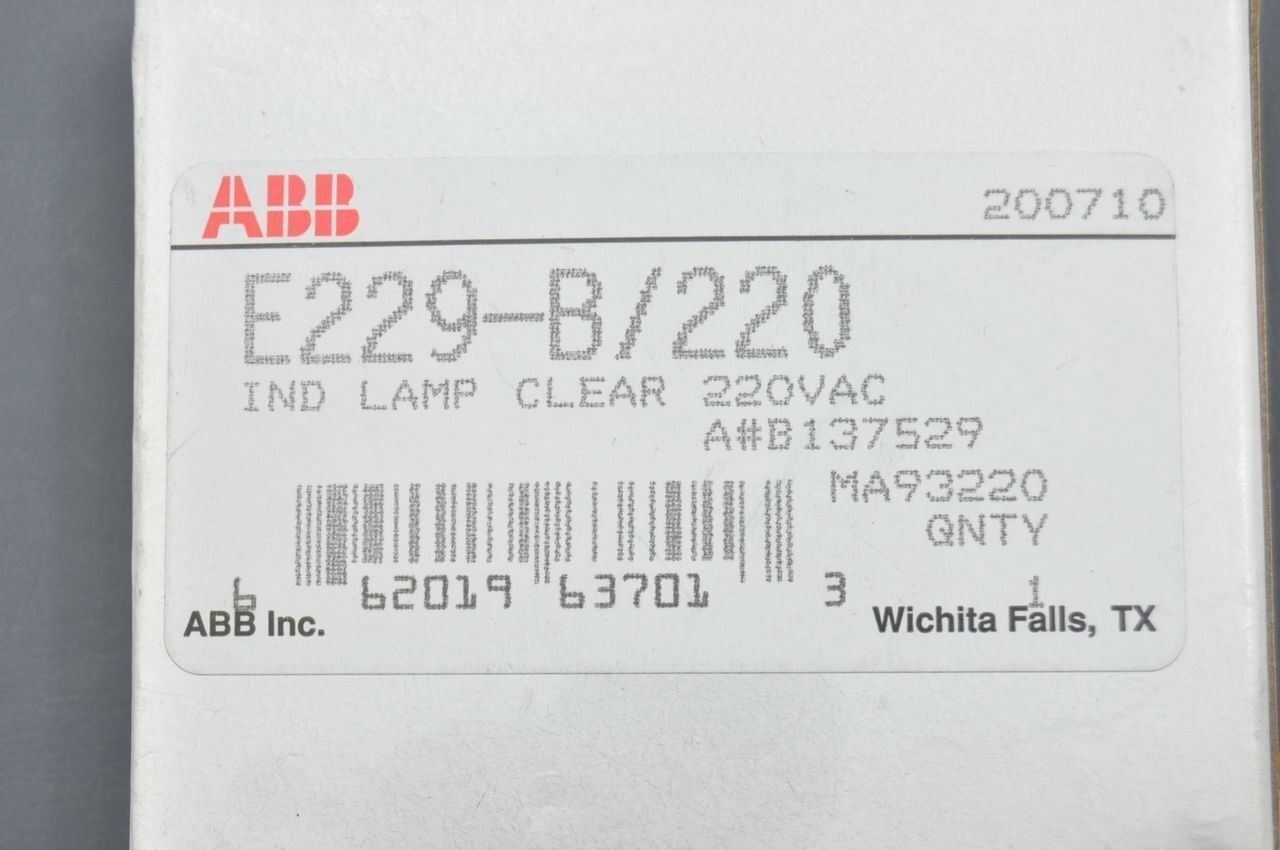 ABB 200710
E229-B/220
IND LAMP CLEAR 220VAC
A#B137529
MA93220
QNTY
6 62019 63701 3 1
ABB Inc. Wichita Falls, TX